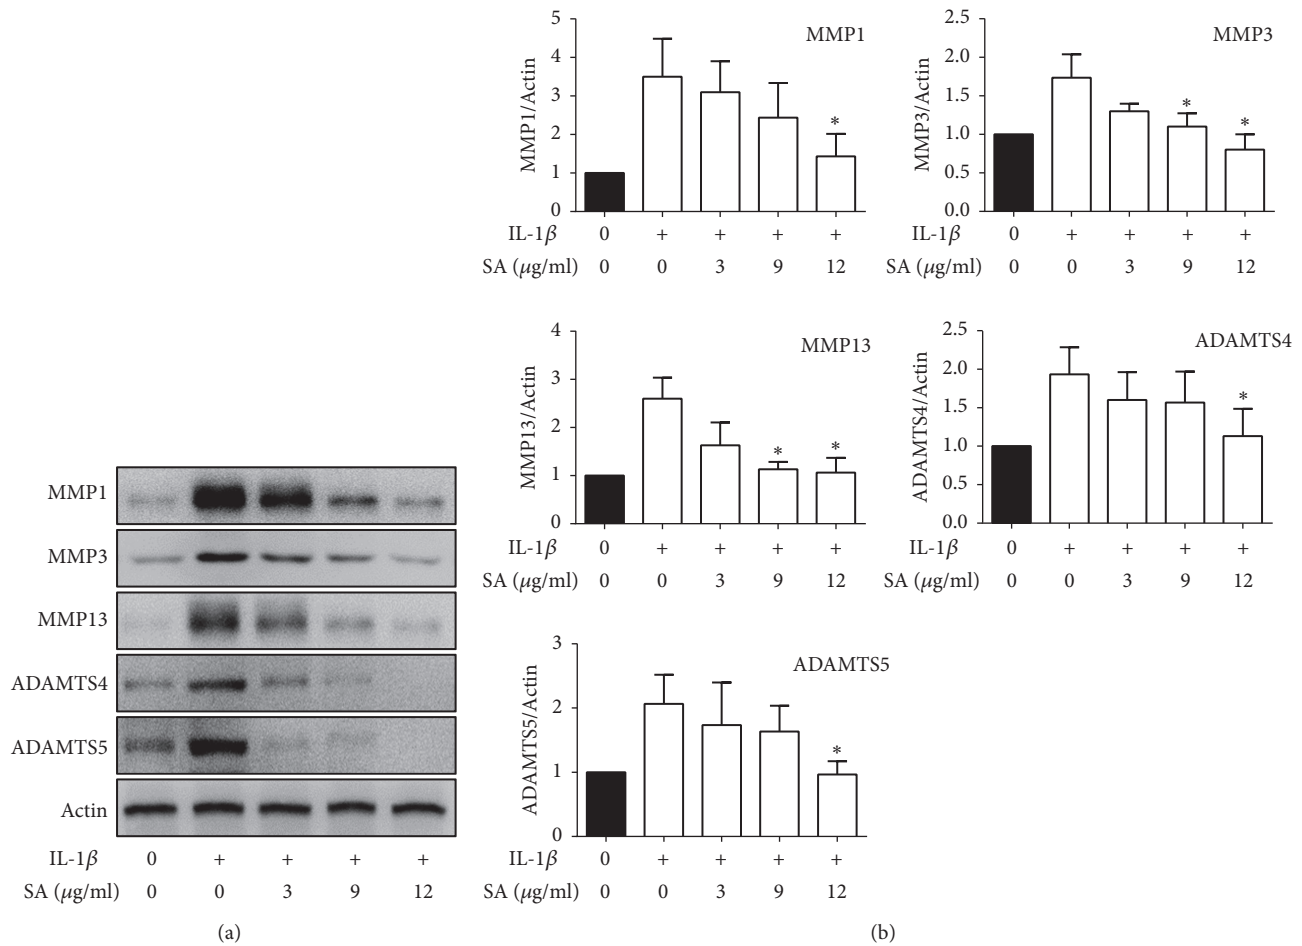 MMP1
MMP3
MMP13
ADAMTS4
ADAMTS5
Actin
IL-1β 0 + + + +
SA (μg/ml) 0 0 3 9 12
(a)
MMP1
MMP1/Actin
5
4
3
2
1
0
*
IL-1β 0 + + + +
SA (μg/ml) 0 0 3 9 12
MMP3
MMP3/Actin
2.5
2.0
1.5
1.0
0.5
0.0
* *
IL-1β 0 + + + +
SA (μg/ml) 0 0 3 9 12
MMP13
MMP13/Actin
4
3
2
1
0
* *
IL-1β 0 + + + +
SA (μg/ml) 0 0 3 9 12
ADAMTS4
ADAMTS4/Actin
2.5
2.0
1.5
1.0
0.5
0.0
*
IL-1β 0 + + + +
SA (μg/ml) 0 0 3 9 12
ADAMTS5
ADAMTS5/Actin
3
2
1
0
*
IL-1β 0 + + + +
SA (μg/ml) 0 0 3 9 12
(b)